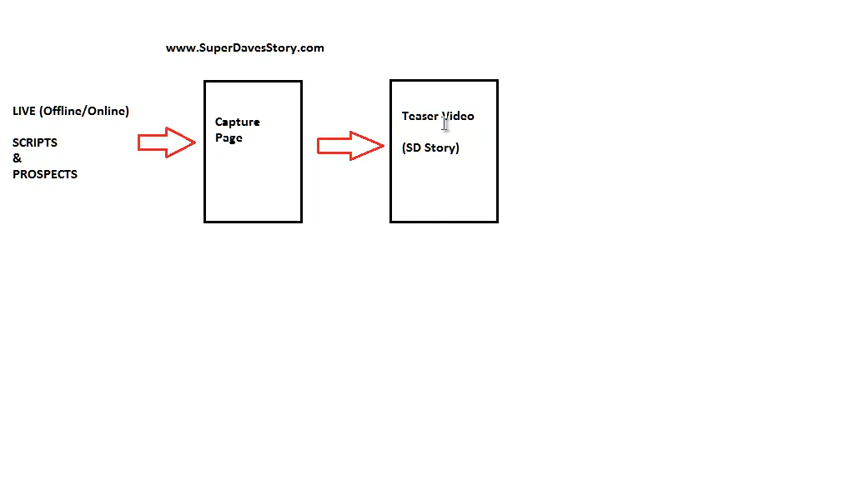 www.SuperDavesStory.com
LIVE (Offline/Online)
SCRIPTS
&
PROSPECTS
Capture
Page
Teaser Video
(SD Story)